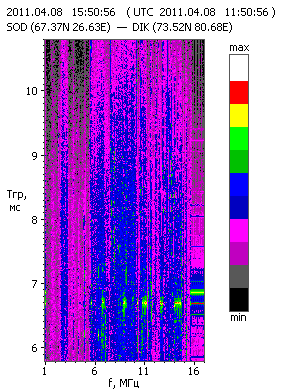 2011.04.08 15:50:56 ( UTC 2011.04.08 11:50:56 )
SOD (67.37N 26.63E) — DIK (73.52N 80.68E)
max
10
9
Tгр,
мс
8
7
6
min
1 6 11 16
f, МГц